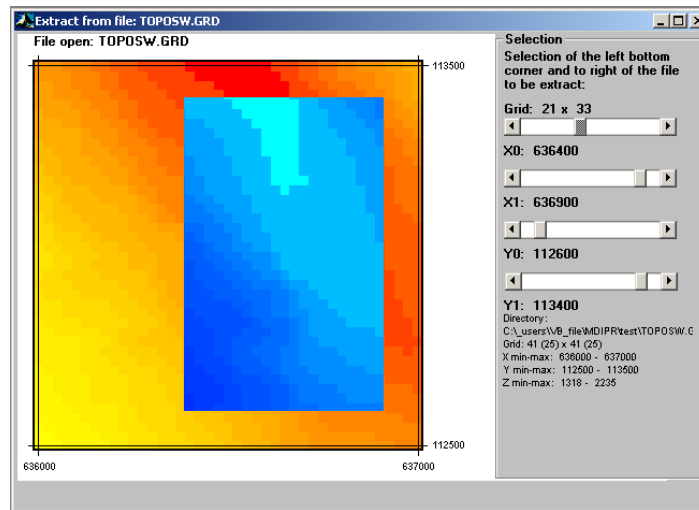 Extract from file: TOPOSW.GRD
File open: TOPOSW.GRD
113500
112500
636000
637000
Selection
Selection of the left bottom
corner and to right of the file
to be extract:
Grid: 21 x 33
X0: 636400
X1: 636900
Y0: 112600
Y1: 113400
Directory:
C:\_users\VB_file\MDIPR\test\TOPOSW.G
Grid: 41 (25) x 41 (25)
X min-max: 636000 - 637000
Y min-max: 112500 - 113500
Z min-max: 1318 - 2235